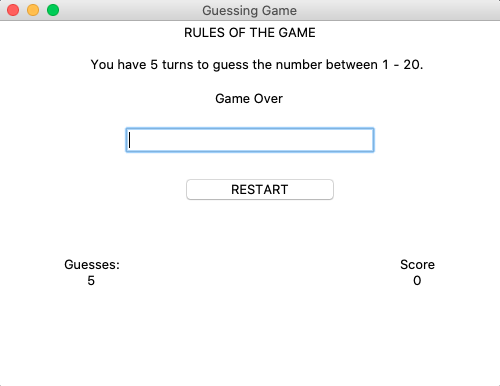 Guessing Game
RULES OF THE GAME
You have 5 turns to guess the number between 1 - 20.
Game Over
RESTART
Guesses:
5
Score
0